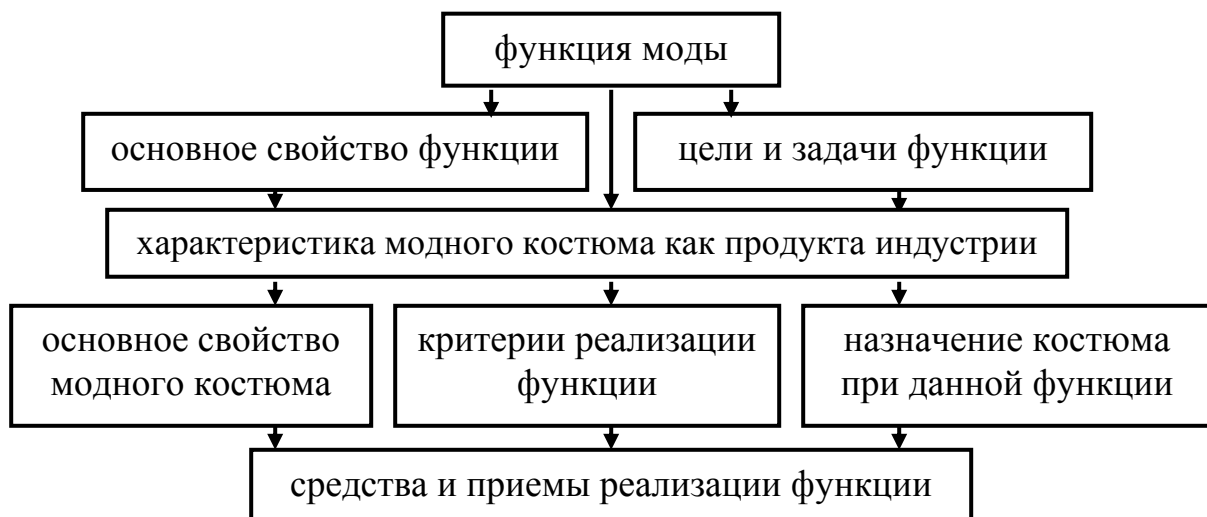 функция моды
основное свойство функции
цели и задачи функции
характеристика модного костюма как продукта индустрии
основное свойство
модного костюма
критерии реализации
функции
назначение костюма
при данной функции
средства и приемы реализации функции